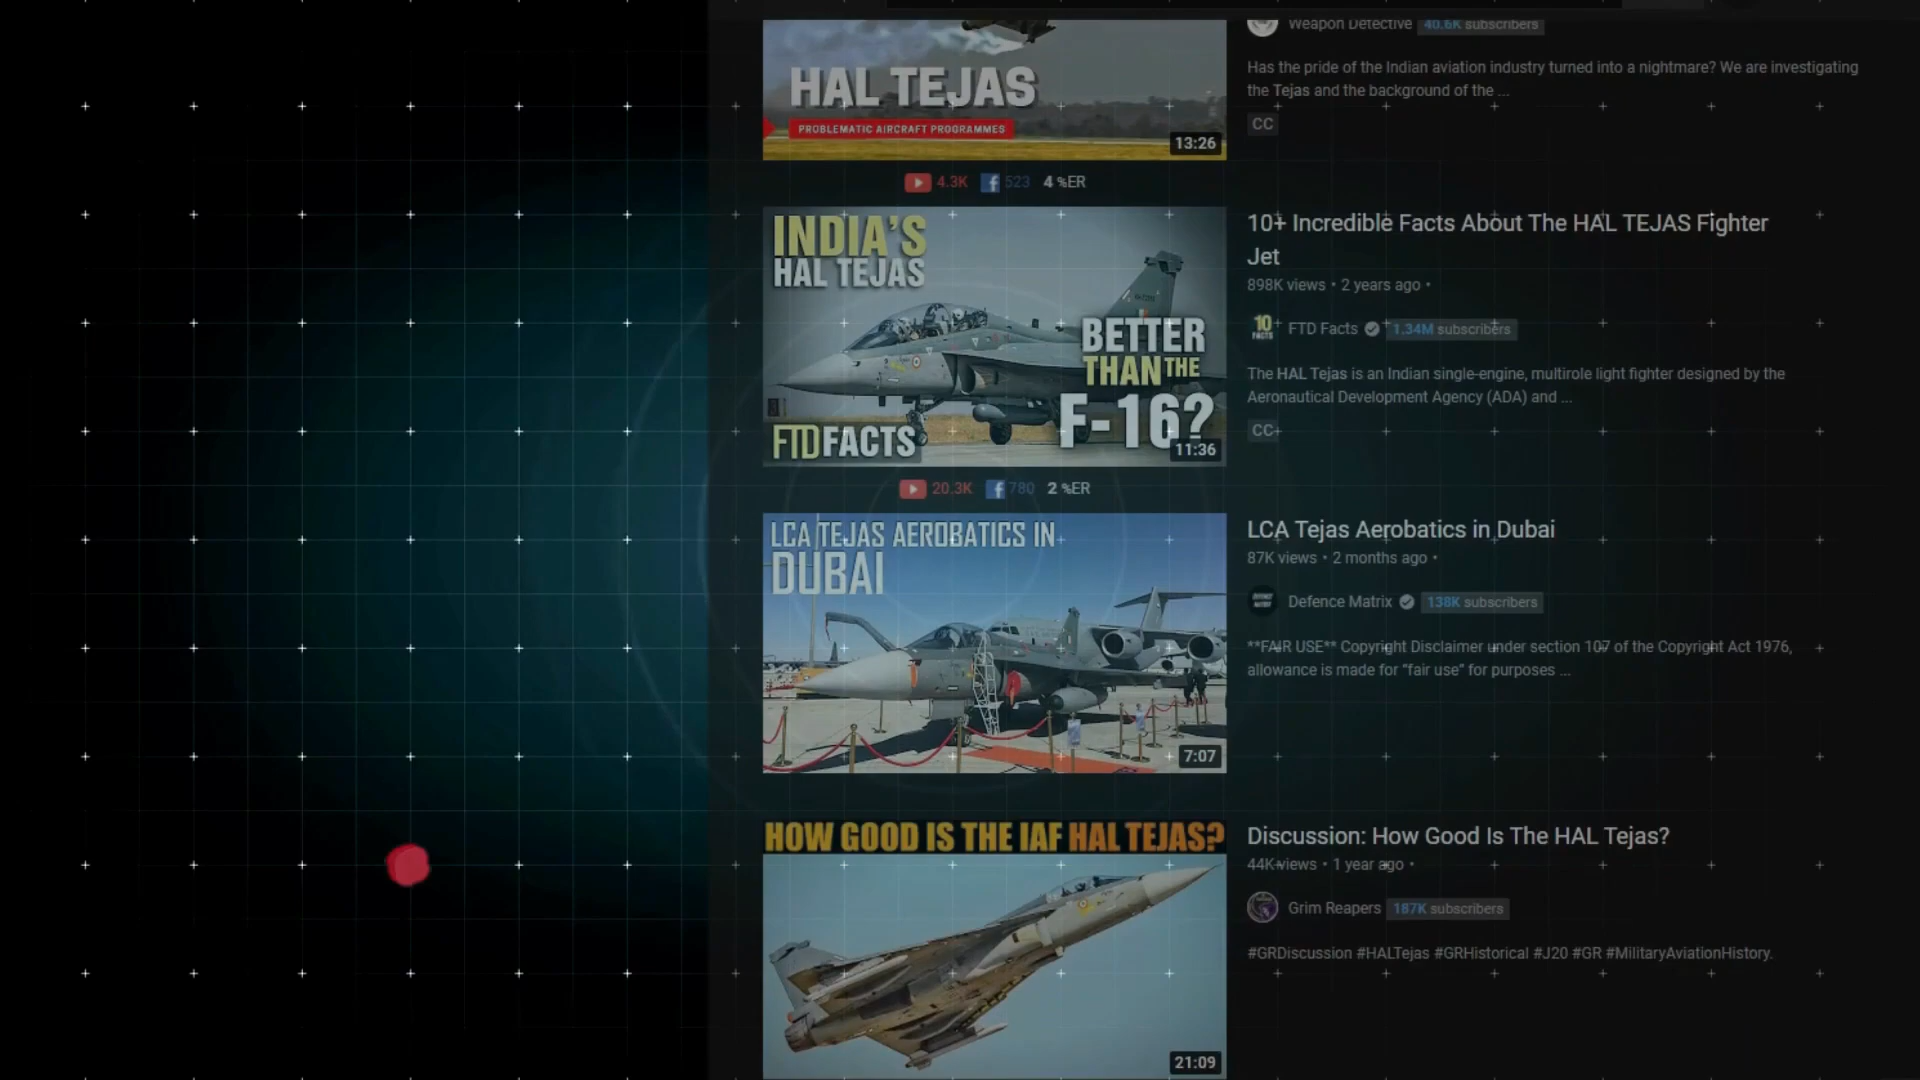 Weapon Detective 40.6K subscribers
HAL TEJAS
PROBLEMATIC AIRCRAFT PROGRAMMES
13:26
Has the pride of the Indian aviation industry turned into a nightmare? We are investigating
the Tejas and the background of the ...
CC
4.3K 523 4 %ER
INDIA'S
HAL TEJAS
BETTER
THAN THE
F-16?
FTDFACTS
11:36
10+ Incredible Facts About The HAL TEJAS Fighter
Jet
898K views • 2 years ago •
10 FACTS
FTD Facts 1.34M subscribers
The HAL Tejas is an Indian single-engine, multirole light fighter designed by the
Aeronautical Development Agency (ADA) and ...
CC
20.3K 780 2 %ER
LCA TEJAS AEROBATICS IN
DUBAI
7:07
LCA Tejas Aerobatics in Dubai
87K views • 2 months ago •
Defence Matrix 138K subscribers
**FAIR USE** Copyright Disclaimer under section 107 of the Copyright Act 1976,
allowance is made for "fair use" for purposes ...
HOW GOOD IS THE IAF HAL TEJAS?
21:09
Discussion: How Good Is The HAL Tejas?
44K views • 1 year ago •
Grim Reapers 187K subscribers
#GRDiscussion #HALTejas #GRHistorical #J20 #GR #MilitaryAviationHistory.